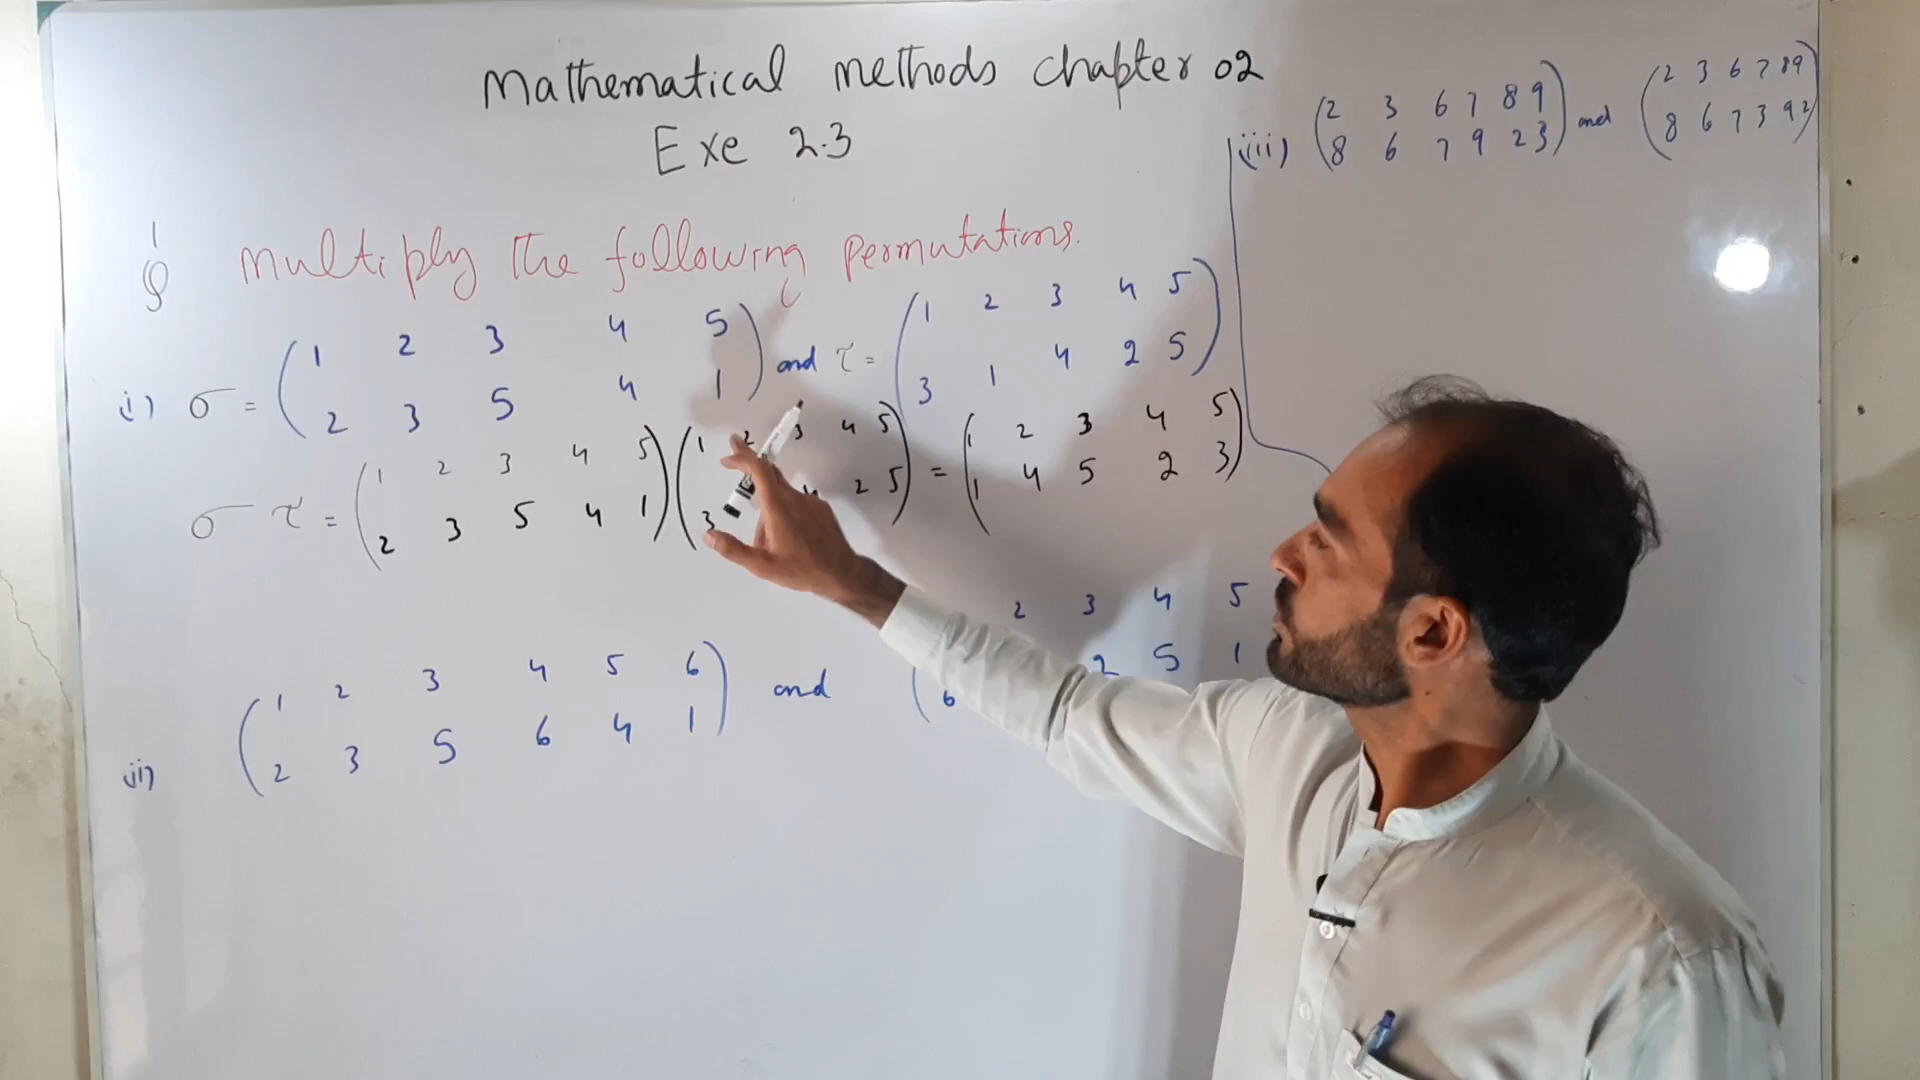 Mathematical methods chapter 02
Exe 2.3
Q 1 Multiply the following permutations.
(i) σ = ( 1 2 3 4 5 ) and τ = ( 1 2 3 4 5 )
2 3 5 4 1 3 1 4 2 5
σ τ = ( 1 2 3 4 5 ) ( 1 2 3 4 5 ) = ( 1 2 3 4 5 )
2 3 5 4 1 3 4 2 5 1 4 5 2 3
(ii) ( 1 2 3 4 5 6 ) and ( 2 3 4 5
2 3 5 6 4 1 6 2 5 1
(iii) ( 2 3 6 7 8 9 ) and ( 2 3 6 7 8 9 )
8 6 7 9 2 3 8 6 7 3 9 2